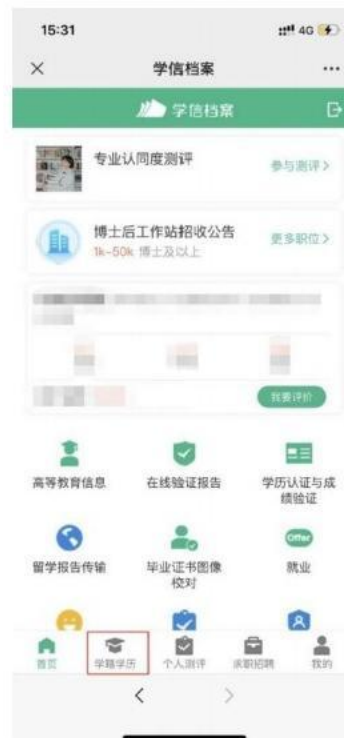 15:31
4G
学信档案
学信档案
专业认同度测评
参与测评>
博士后工作站招收公告
更多职位>
1k-50k 博士及以上
我要评价
高等教育信息
在线验证报告
学历认证与成
绩验证
Offer
留学报告传输
毕业证书图像
校对
就业
首页
学籍学历
个人测评
求职招聘
我的